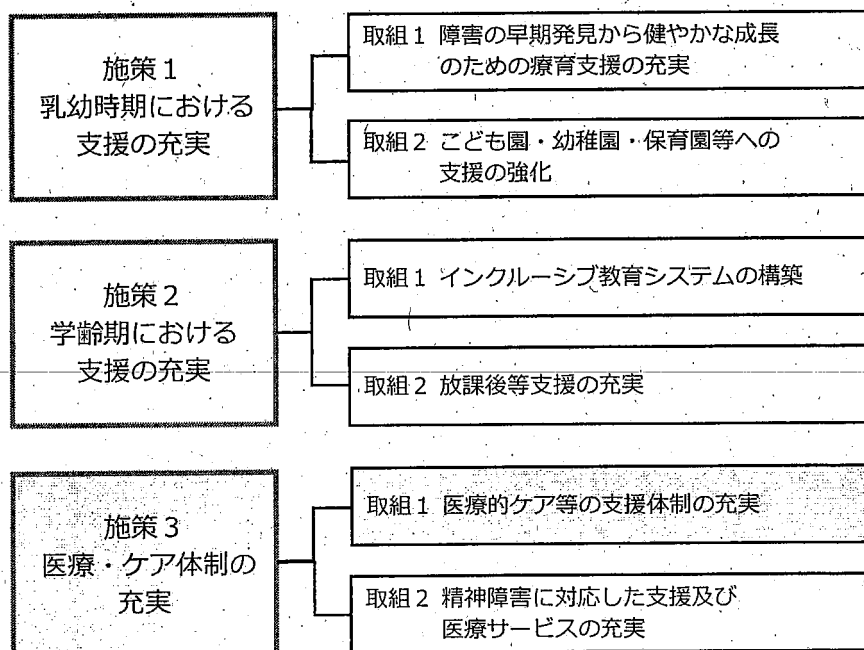 施策1
乳幼時期における
支援の充実
取組1 障害の早期発見から健やかな成長
のための療育支援の充実
取組2 こども園・幼稚園・保育園等への
支援の強化
施策2
学齢期における
支援の充実
取組1 インクルーシブ教育システムの構築
取組2 放課後等支援の充実
施策3
医療・ケア体制の
充実
取組1 医療的ケア等の支援体制の充実
取組2 精神障害に対応した支援及び
医療サービスの充実